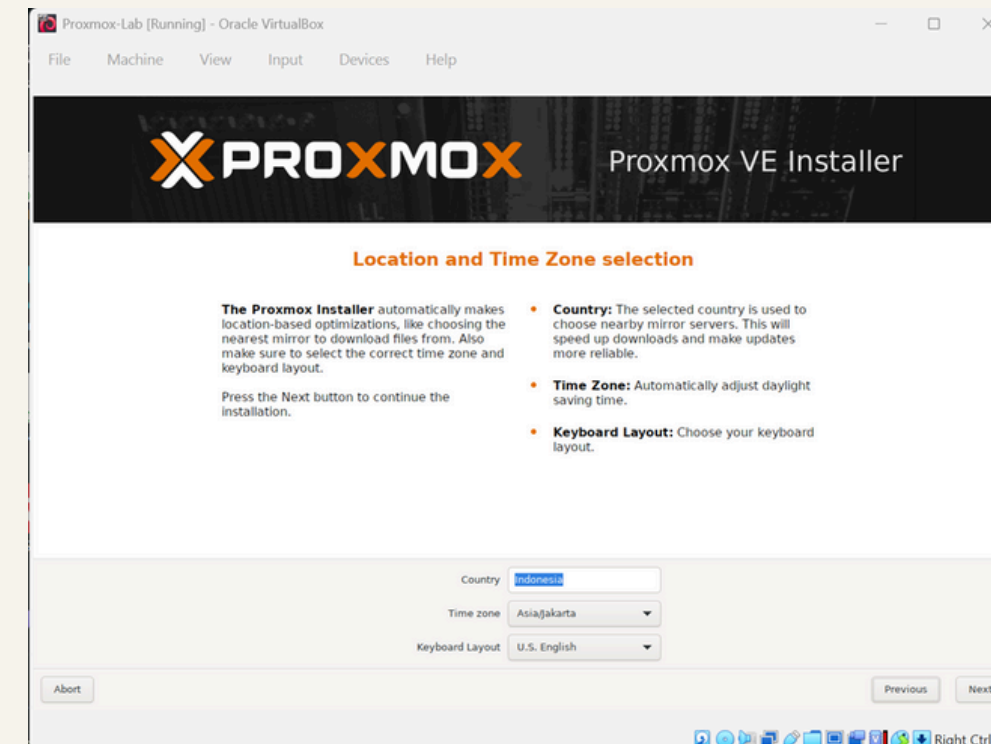 Proxmox-Lab [Running] - Oracle VirtualBox
File Machine View Input Devices Help
PROXMOX
Proxmox VE Installer
Location and Time Zone selection
The Proxmox Installer automatically makes
location-based optimizations, like choosing the
nearest mirror to download files from. Also
make sure to select the correct time zone and
keyboard layout.
Press the Next button to continue the
installation.
• Country: The selected country is used to
choose nearby mirror servers. This will
speed up downloads and make updates
more reliable.
• Time Zone: Automatically adjust daylight
saving time.
• Keyboard Layout: Choose your keyboard
layout.
Country Indonesia
Time zone Asia/Jakarta
Keyboard Layout U.S. English
Abort Previous Next
Right Ctrl